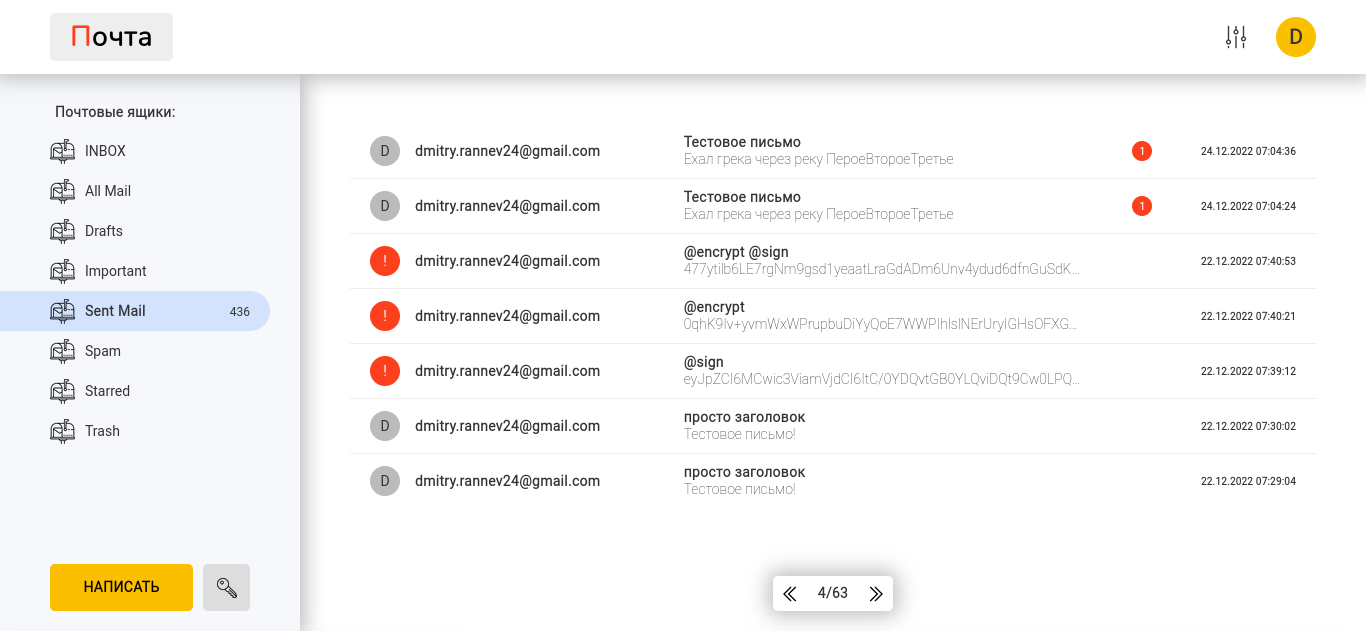 Почта
D
Почтовые ящики:
INBOX
All Mail
Drafts
Important
Sent Mail 436
Spam
Starred
Trash
НАПИСАТЬ
D dmitry.rannev24@gmail.com Тестовое письмо 1 24.12.2022 07:04:36
Ехал грека через реку ПероеВтороеТретье
D dmitry.rannev24@gmail.com Тестовое письмо 1 24.12.2022 07:04:24
Ехал грека через реку ПероеВтороеТретье
! dmitry.rannev24@gmail.com @encrypt @sign 22.12.2022 07:40:53
! dmitry.rannev24@gmail.com @encrypt 22.12.2022 07:40:21
! dmitry.rannev24@gmail.com @sign 22.12.2022 07:39:12
D dmitry.rannev24@gmail.com просто заголовок 22.12.2022 07:30:02
Тестовое письмо!
D dmitry.rannev24@gmail.com просто заголовок 22.12.2022 07:29:04
Тестовое письмо!
4/63